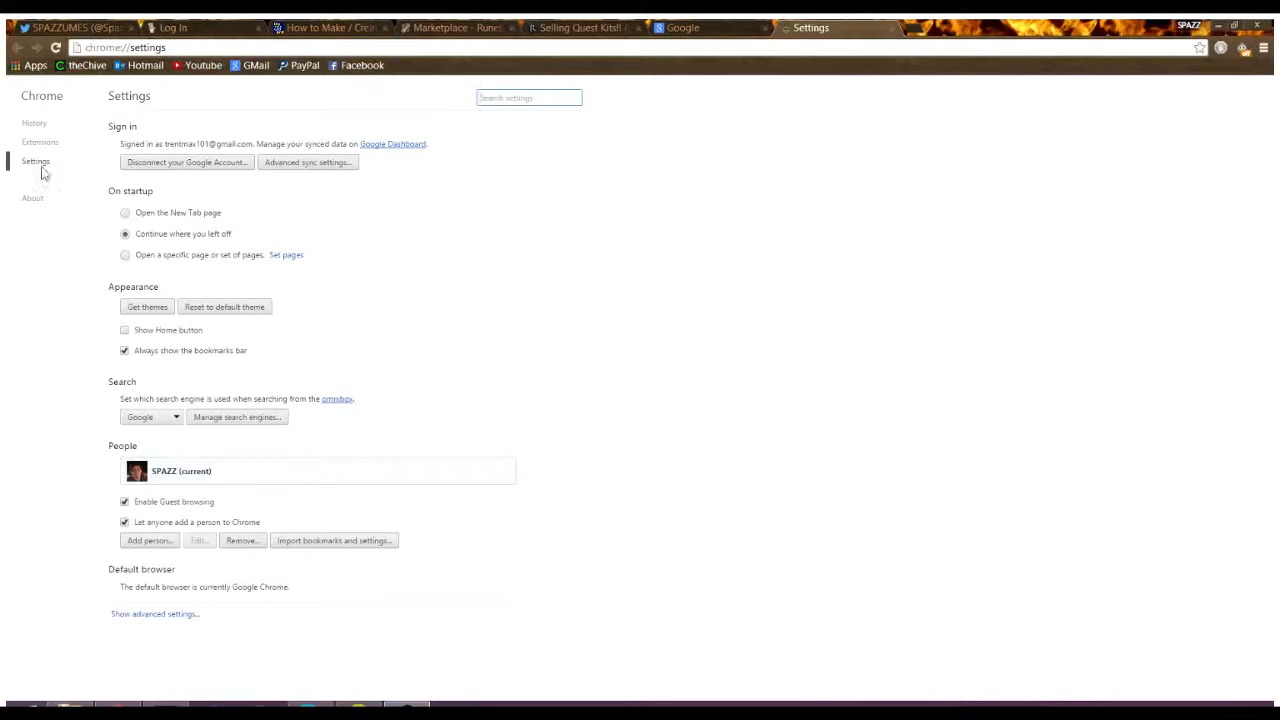 SPAZZUMES (@Spa
Log In
How to Make / Crea
Marketplace - Runes
Selling Quest Kits!!
Google
Settings
SPAZZ
chrome://settings
Apps
theChive
Hotmail
Youtube
GMail
PayPal
Facebook
Chrome
Settings
Search settings
History
Extensions
Settings
About
Sign in
Signed in as trentmax101@gmail.com. Manage your synced data on Google Dashboard.
Disconnect your Google Account...
Advanced sync settings...
On startup
Open the New Tab page
Continue where you left off
Open a specific page or set of pages. Set pages
Appearance
Get themes
Reset to default theme
Show Home button
Always show the bookmarks bar
Search
Set which search engine is used when searching from the omnibox.
Google
Manage search engines...
People
SPAZZ (current)
Enable Guest browsing
Let anyone add a person to Chrome
Add person...
Edit...
Remove...
Import bookmarks and settings...
Default browser
The default browser is currently Google Chrome.
Show advanced settings...